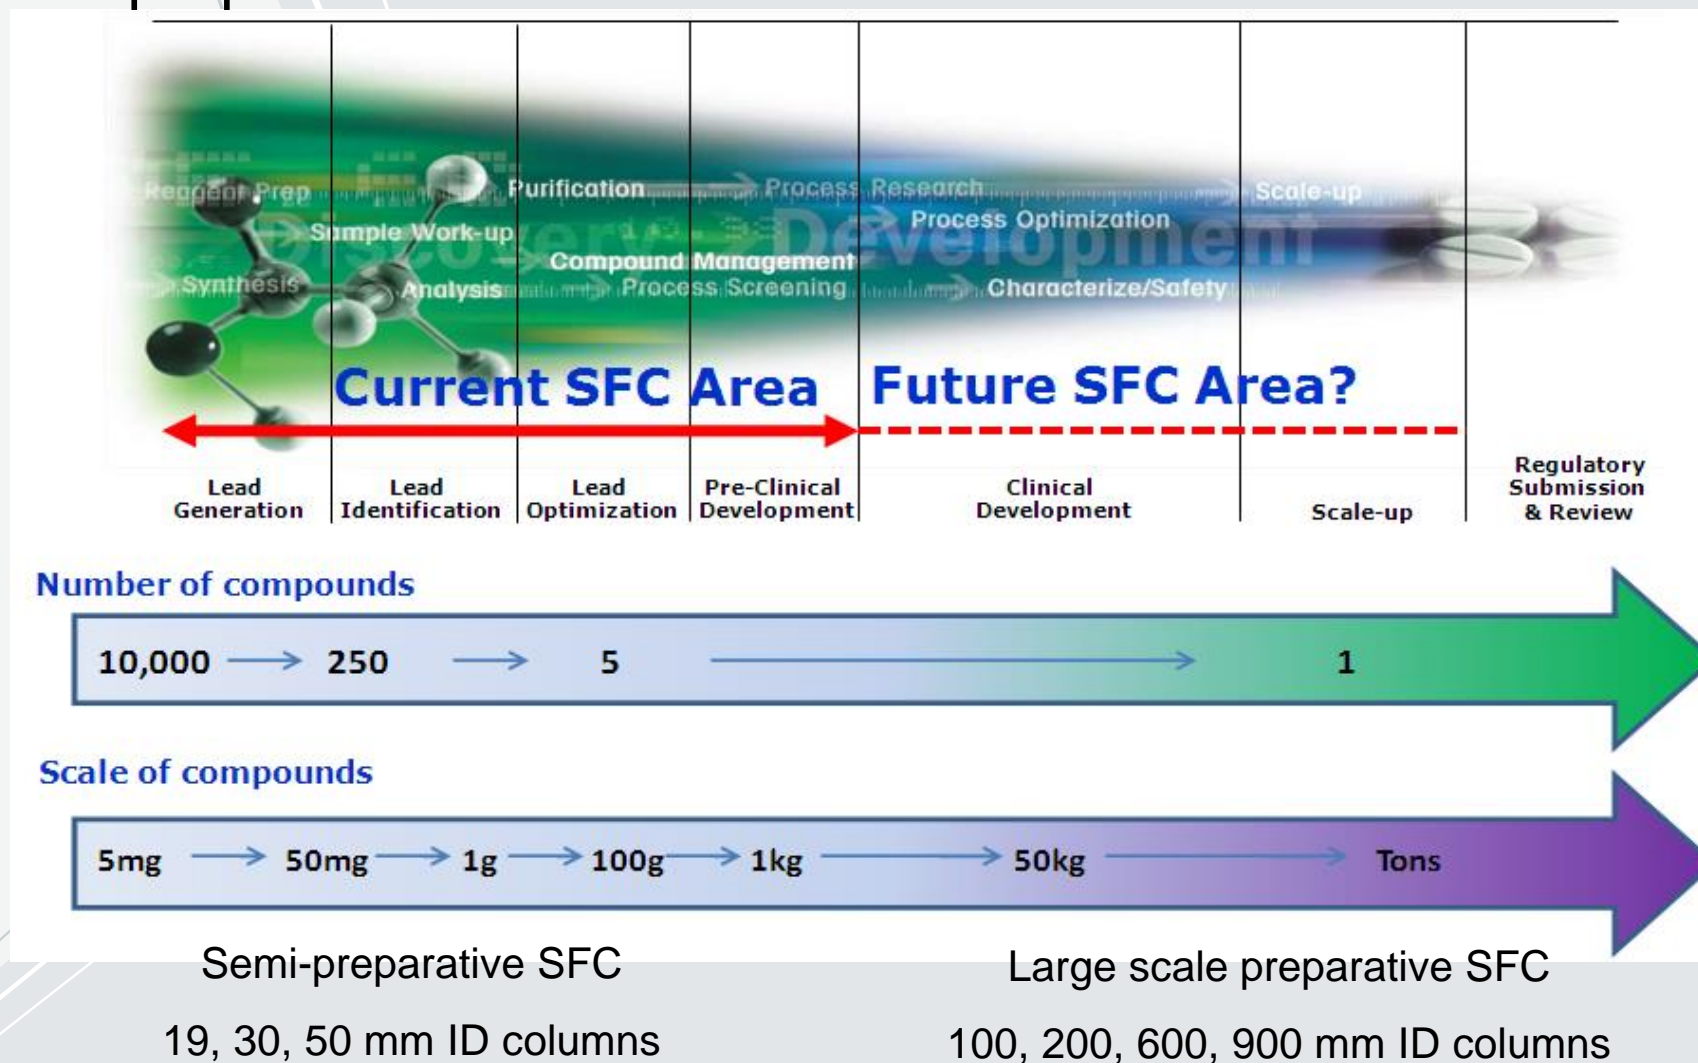 Reagent Prep
Purification
Process Research
Scale-up
Sample Work-up
Process Optimization
Discovery
Development
Compound Management
Synthesis
Analysis
Process Screening
Characterize/Safety
Current SFC Area
Future SFC Area?
Lead
Generation
Lead
Identification
Lead
Optimization
Pre-Clinical
Development
Clinical
Development
Scale-up
Regulatory
Submission
& Review
Number of compounds
10,000
250
5
1
Scale of compounds
5mg
50mg
1g
100g
1kg
50kg
Tons
Semi-preparative SFC
19, 30, 50 mm ID columns
Large scale preparative SFC
100, 200, 600, 900 mm ID columns